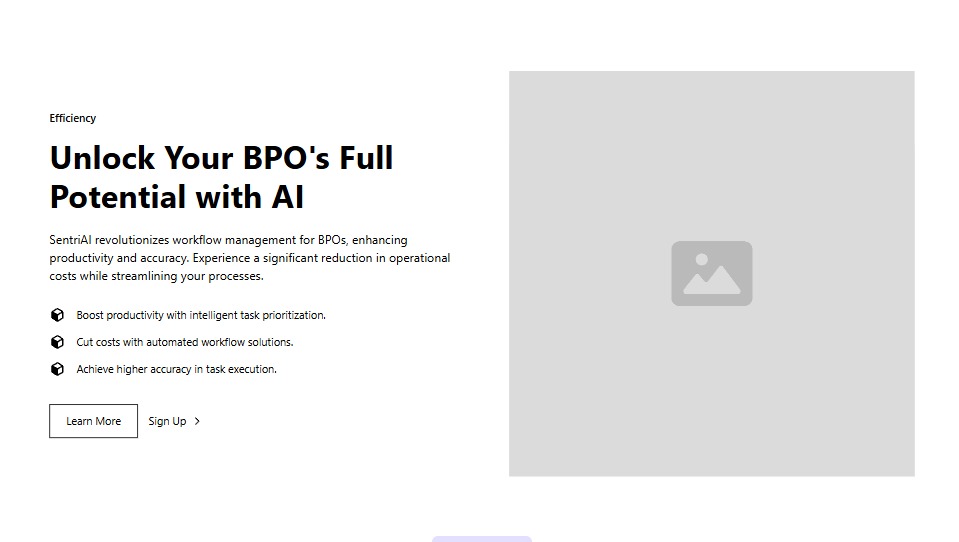 Efficiency
Unlock Your BPO's Full
Potential with AI
SentriAI revolutionizes workflow management for BPOs, enhancing
productivity and accuracy. Experience a significant reduction in operational
costs while streamlining your processes.
Boost productivity with intelligent task prioritization.
Cut costs with automated workflow solutions.
Achieve higher accuracy in task execution.
Learn More
Sign Up